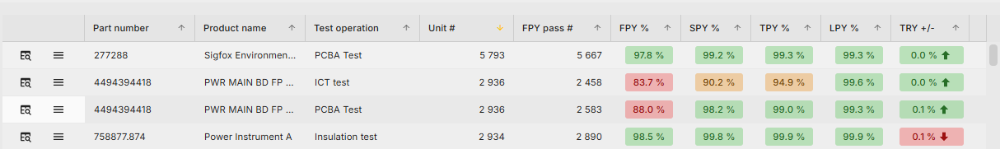 Part number Product name Test operation Unit # FPY pass # FPY % SPY % TPY % LPY % TRY +/-
277288 Sigfox Environmen... PCBA Test 5 793 5 667 97.8 % 99.2 % 99.3 % 99.3 % 0.0 %
4494394418 PWR MAIN BD FP ... ICT test 2 936 2 458 83.7 % 90.2 % 94.9 % 99.6 % 0.0 %
4494394418 PWR MAIN BD FP ... PCBA Test 2 936 2 583 88.0 % 98.2 % 99.0 % 99.3 % 0.1 %
758877.874 Power Instrument A Insulation test 2 934 2 890 98.5 % 99.8 % 99.9 % 99.9 % 0.1 %